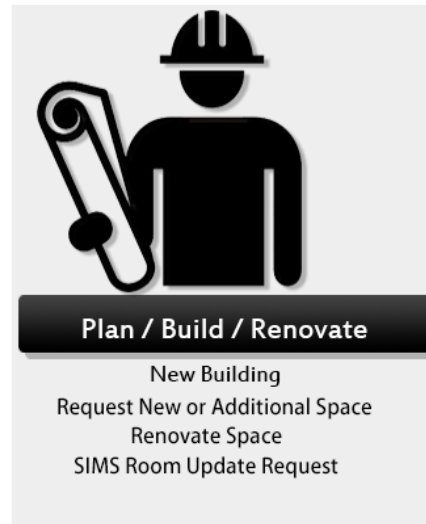 Plan / Build / Renovate
New Building
Request New or Additional Space
Renovate Space
SIMS Room Update Request